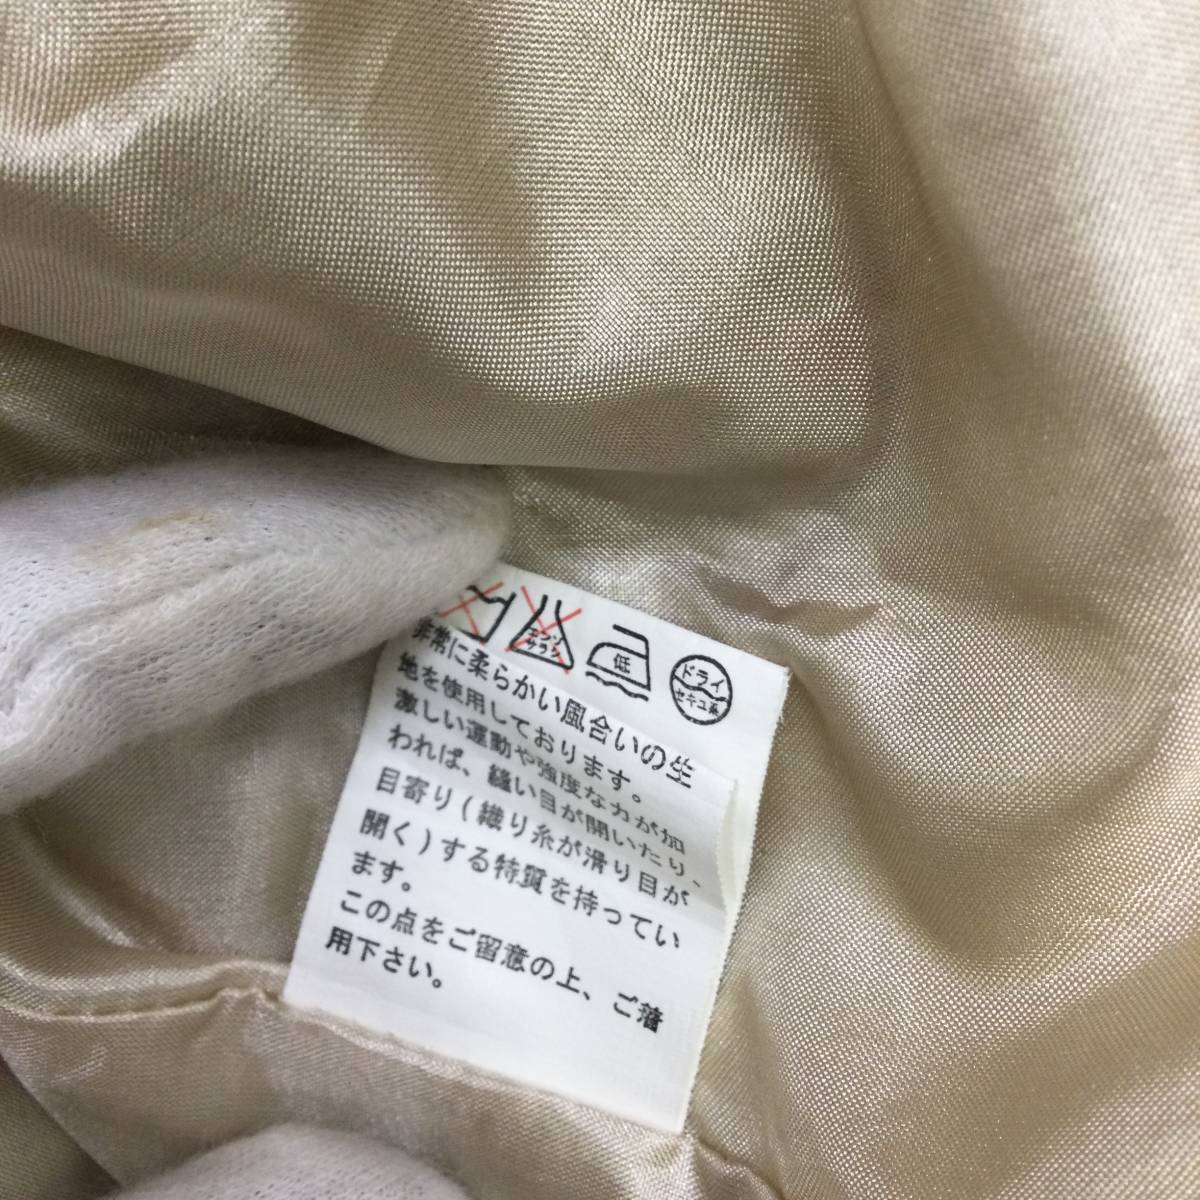 エンソ
サラシ
低
ドライ
セキユ系
非常に柔らかい風合いの生
地を使用しております。
激しい運動や強度な力が加
われば、縫い目が開いたり、
目寄り(織り糸が滑り目が
開く)する特質を持ってい
ます。
この点をご留意の上、ご着
用下さい。